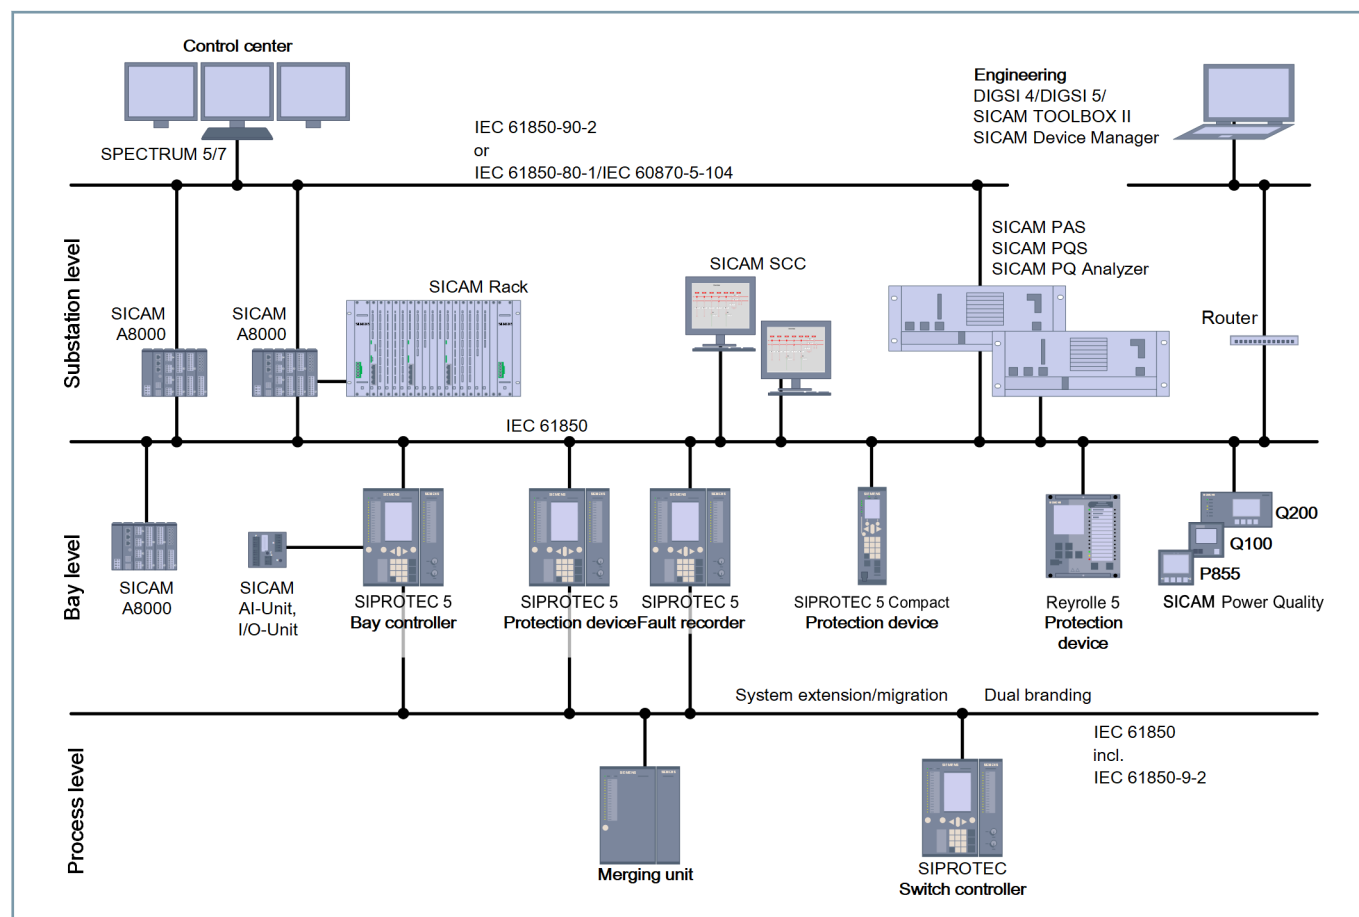 Control center
SPECTRUM 5/7
IEC 61850-90-2
or
IEC 61850-80-1/IEC 60870-5-104
Engineering
DIGSI 4/DIGSI 5/
SICAM TOOLBOX II
SICAM Device Manager
Substation level
SICAM
A8000
SICAM
A8000
SICAM Rack
SICAM SCC
SICAM PAS
SICAM PQS
SICAM PQ Analyzer
Router
IEC 61850
Bay level
SICAM
A8000
SICAM
AI-Unit,
I/O-Unit
SIPROTEC 5
Bay controller
SIPROTEC 5
Protection device
SIPROTEC 5
Fault recorder
SIPROTEC 5 Compact
Protection device
Reyrolle 5
Protection
device
Q200
Q100
P855
SICAM Power Quality
System extension/migration
Dual branding
IEC 61850
incl.
IEC 61850-9-2
Process level
Merging unit
SIPROTEC
Switch controller